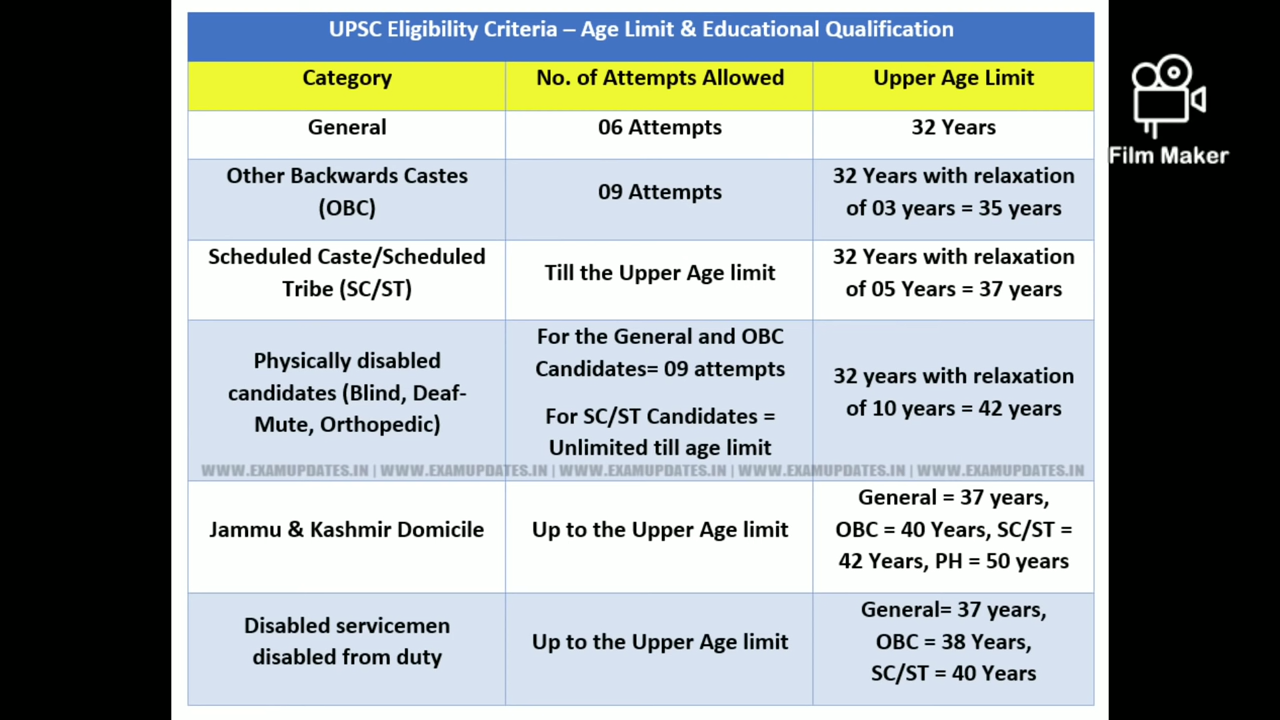 UPSC Eligibility Criteria – Age Limit & Educational Qualification
Category
No. of Attempts Allowed
Upper Age Limit
General
06 Attempts
32 Years
Other Backwards Castes
(OBC)
09 Attempts
32 Years with relaxation
of 03 years = 35 years
Scheduled Caste/Scheduled
Tribe (SC/ST)
Till the Upper Age limit
32 Years with relaxation
of 05 Years = 37 years
Physically disabled
candidates (Blind, Deaf-
Mute, Orthopedic)
For the General and OBC
Candidates= 09 attempts
For SC/ST Candidates =
Unlimited till age limit
32 years with relaxation
of 10 years = 42 years
WWW.EXAMUPDATES.IN | WWW.EXAMUPDATES.IN | WWW.EXAMUPDATES.IN | WWW.EXAMUPDATES.IN | WWW.EXAMUPDATES.IN
Jammu & Kashmir Domicile
Up to the Upper Age limit
General = 37 years,
OBC = 40 Years, SC/ST =
42 Years, PH = 50 years
Disabled servicemen
disabled from duty
Up to the Upper Age limit
General= 37 years,
OBC = 38 Years,
SC/ST = 40 Years
Film Maker